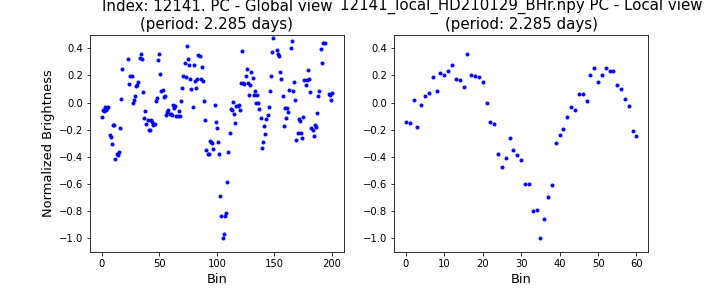 Index: 12141. PC - Global view
(period: 2.285 days)
12141_local_HD210129_BHr.npy PC - Local view
(period: 2.285 days)
Normalized Brightness
0.4
0.2
0.0
−0.2
−0.4
−0.6
−0.8
−1.0
0 50 100 150 200
Bin
0.4
0.2
0.0
−0.2
−0.4
−0.6
−0.8
−1.0
0 10 20 30 40 50 60
Bin